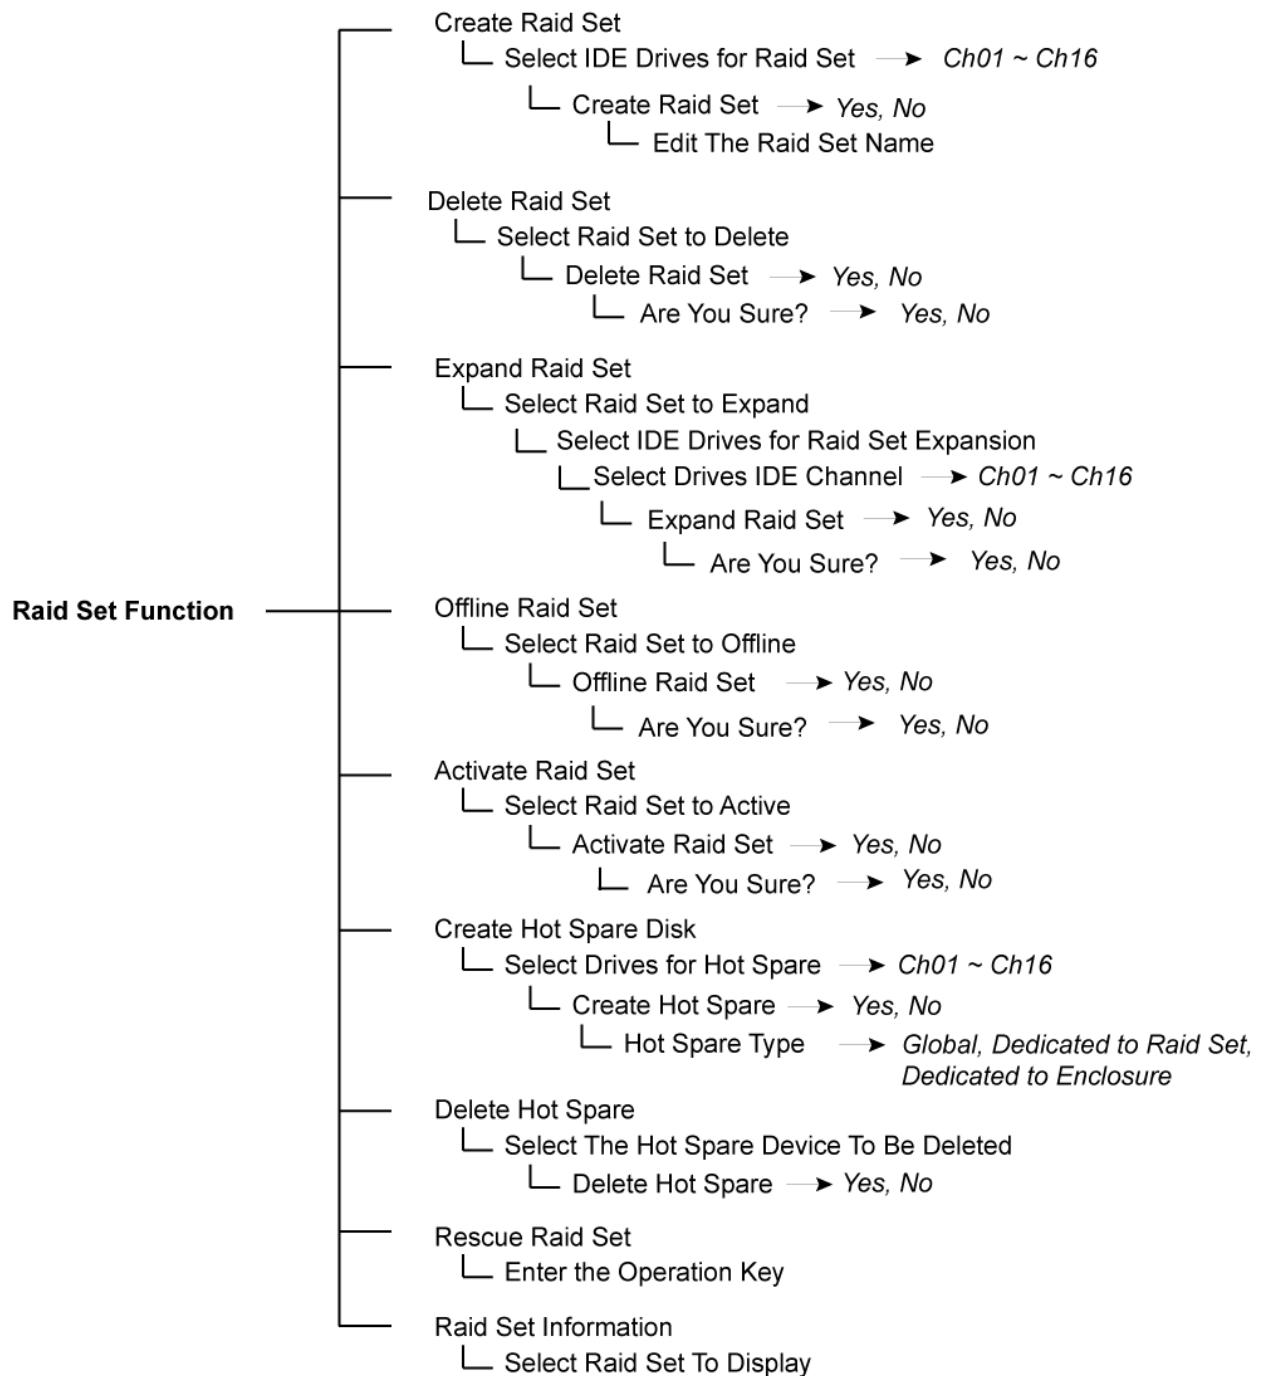 Create Raid Set
Select IDE Drives for Raid Set Ch01 ~ Ch16
Create Raid Set Yes, No
Edit The Raid Set Name
Delete Raid Set
Select Raid Set to Delete
Delete Raid Set Yes, No
Are You Sure? Yes, No
Expand Raid Set
Select Raid Set to Expand
Select IDE Drives for Raid Set Expansion
Select Drives IDE Channel Ch01 ~ Ch16
Expand Raid Set Yes, No
Are You Sure? Yes, No
Raid Set Function
Offline Raid Set
Select Raid Set to Offline
Offline Raid Set Yes, No
Are You Sure? Yes, No
Activate Raid Set
Select Raid Set to Active
Activate Raid Set Yes, No
Are You Sure? Yes, No
Create Hot Spare Disk
Select Drives for Hot Spare Ch01 ~ Ch16
Create Hot Spare Yes, No
Hot Spare Type Global, Dedicated to Raid Set,
Dedicated to Enclosure
Delete Hot Spare
Select The Hot Spare Device To Be Deleted
Delete Hot Spare Yes, No
Rescue Raid Set
Enter the Operation Key
Raid Set Information
Select Raid Set To Display